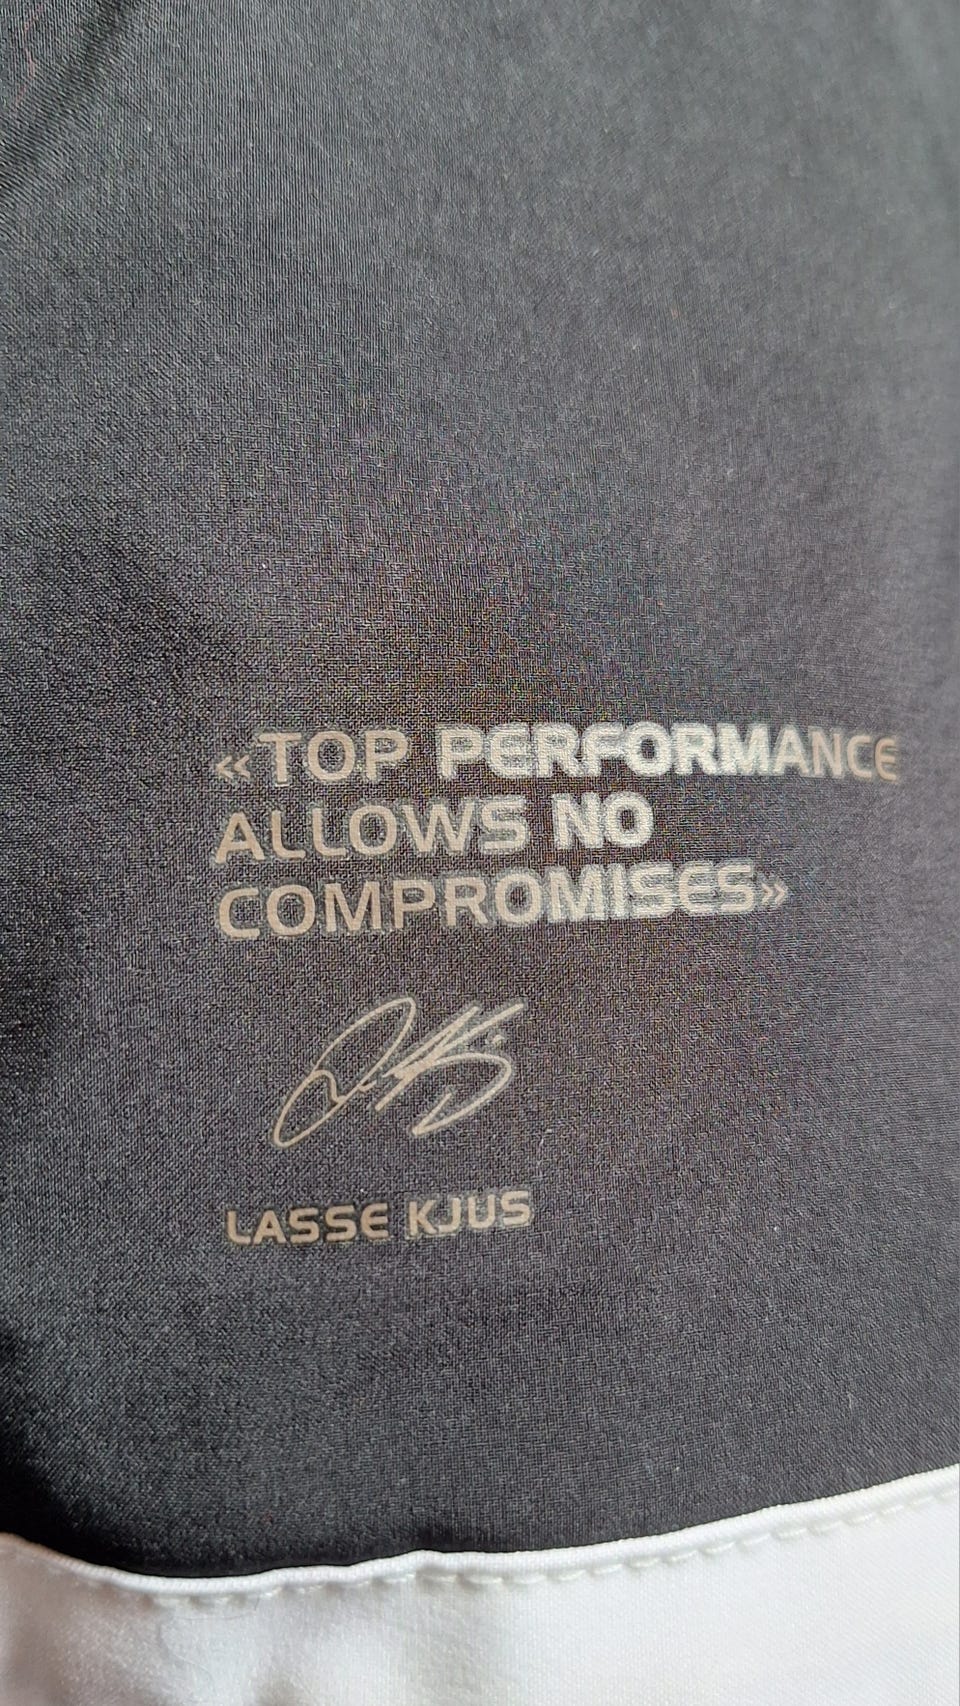 «TOP PERFORMANCE
ALLOWS NO
COMPROMISES»
LASSE KJUS